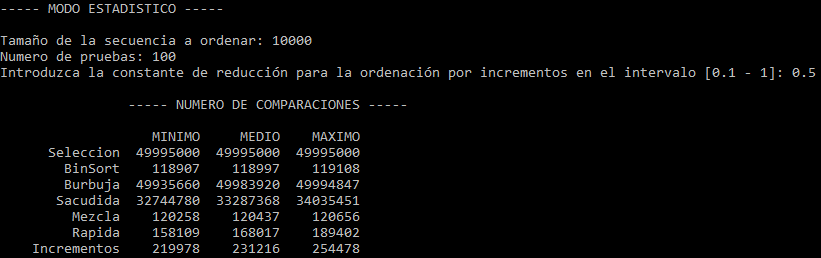 ----- MODO ESTADISTICO -----
Tamaño de la secuencia a ordenar: 10000
Numero de pruebas: 100
Introduzca la constante de reducción para la ordenación por incrementos en el intervalo [0.1 - 1]: 0.5
----- NUMERO DE COMPARACIONES -----
MINIMO MEDIO MAXIMO
Seleccion 49995000 49995000 49995000
BinSort 118907 118997 119108
Burbuja 49935660 49983920 49994847
Sacudida 32744780 33287368 34035451
Mezcla 120258 120437 120656
Rapida 158109 168017 189402
Incrementos 219978 231216 254478